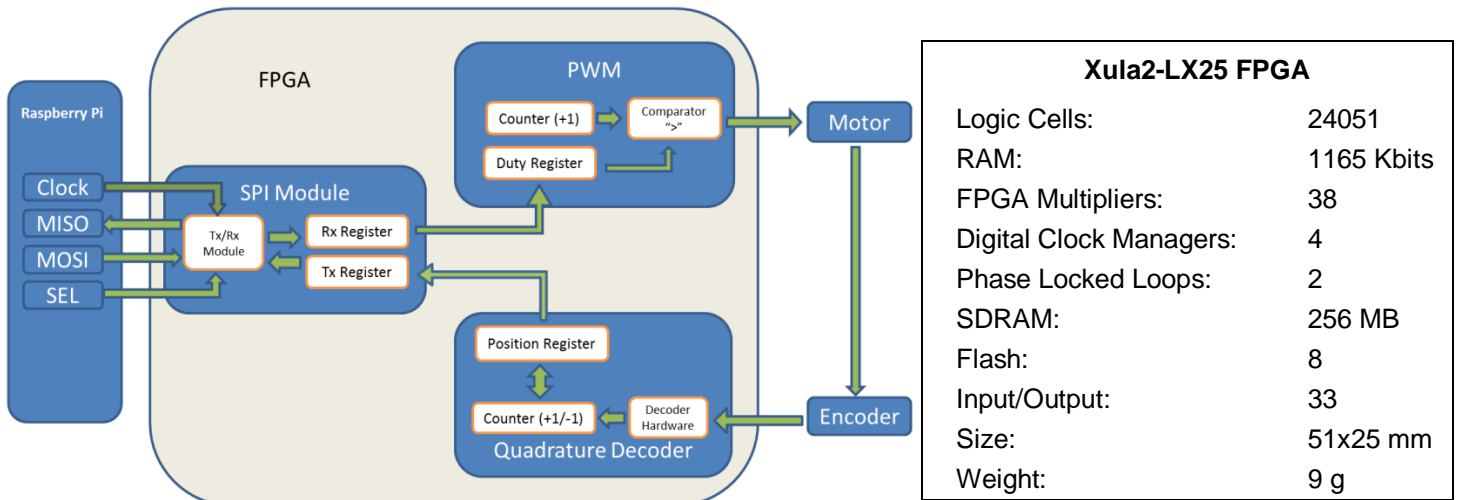 Raspberry Pi
Clock
MISO
MOSI
SEL
FPGA
SPI Module
Tx/Rx
Module
Rx Register
Tx Register
PWM
Counter (+1)
Comparator
“>”
Duty Register
Position Register
Counter (+1/-1)
Decoder
Hardware
Quadrature Decoder
Motor
Encoder
Xula2-LX25 FPGA
Logic Cells: 24051
RAM: 1165 Kbits
FPGA Multipliers: 38
Digital Clock Managers: 4
Phase Locked Loops: 2
SDRAM: 256 MB
Flash: 8
Input/Output: 33
Size: 51x25 mm
Weight: 9 g